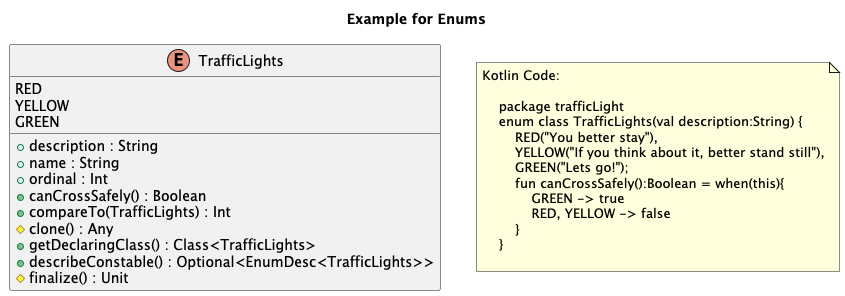 Example for Enums
E TrafficLights
RED
YELLOW
GREEN
description : String
name : String
ordinal : Int
canCrossSafely() : Boolean
compareTo(TrafficLights) : Int
clone() : Any
getDeclaringClass() : Class<TrafficLights>
describeConstable() : Optional<EnumDesc<TrafficLights>>
finalize() : Unit
Kotlin Code:
package trafficLight
enum class TrafficLights(val description:String) {
RED("You better stay"),
YELLOW("If you think about it, better stand still"),
GREEN("Lets go!");
fun canCrossSafely():Boolean = when(this){
GREEN -> true
RED, YELLOW -> false
}
}